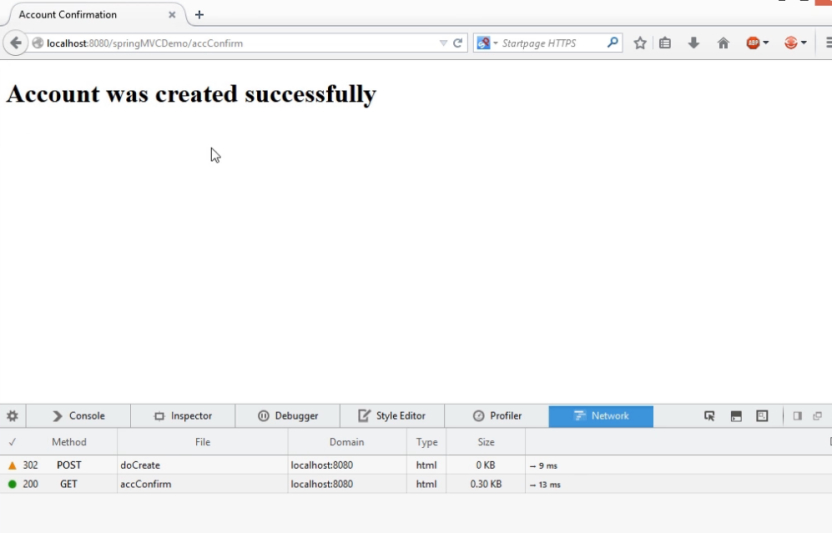 Account Confirmation × +
localhost:8080/springMVCDemo/accConfirm Startpage HTTPS ABP
Account was created successfully
Console Inspector Debugger Style Editor Profiler Network
✓ Method File Domain Type Size
302 POST doCreate localhost:8080 html 0 KB → 9 ms
200 GET accConfirm localhost:8080 html 0.30 KB → 13 ms